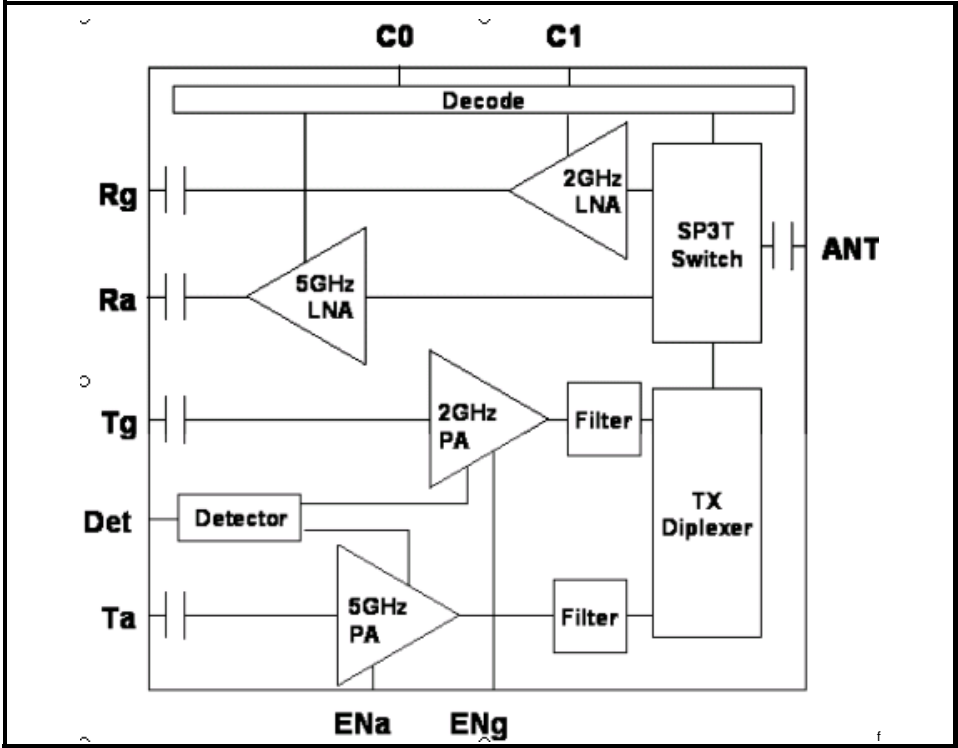 C0 C1
Decode
Rg
2GHz
LNA
SP3T
Switch
ANT
Ra
5GHz
LNA
Tg
2GHz
PA
Filter
TX
Diplexer
Det
Detector
Ta
5GHz
PA
Filter
ENa ENg
f